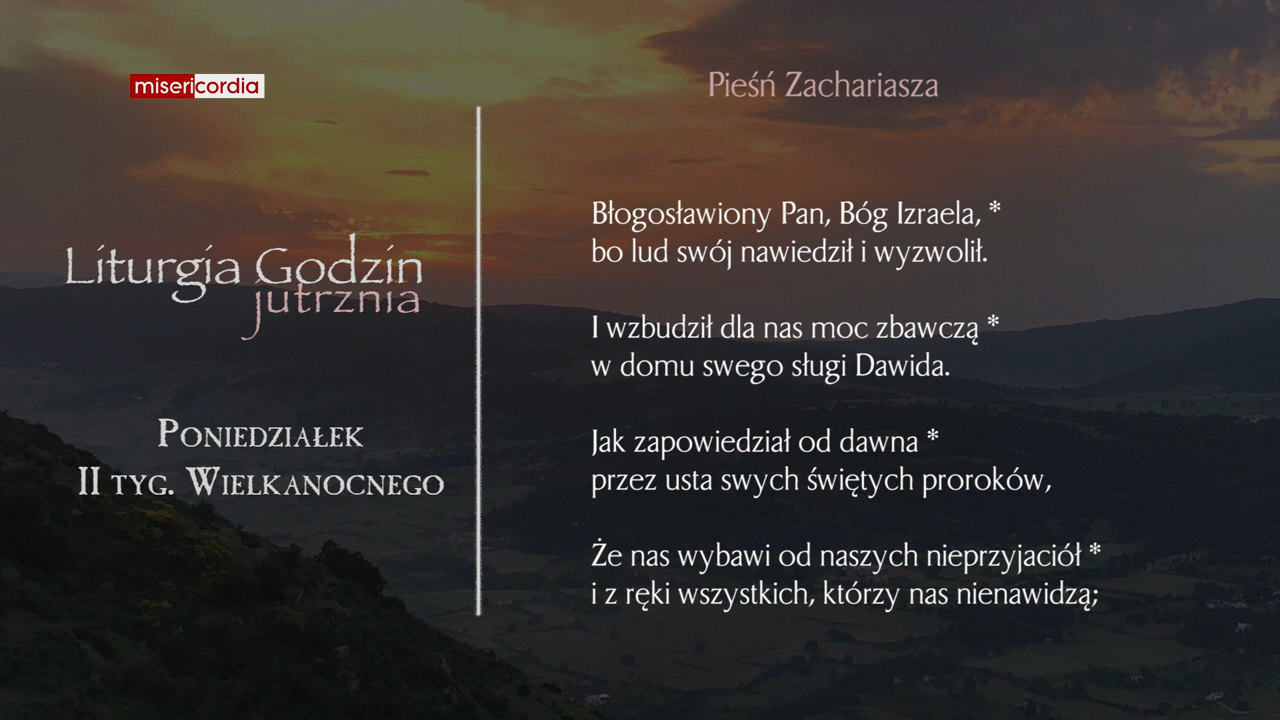 misericordia
Liturgia Godzin
jutrznia
Poniedziałek
II tyg. Wielkanocnego
Pieśń Zachariasza
Błogosławiony Pan, Bóg Izraela, *
bo lud swój nawiedził i wyzwolił.
I wzbudził dla nas moc zbawczą *
w domu swego sługi Dawida.
Jak zapowiedział od dawna *
przez usta swych świętych proroków,
Że nas wybawi od naszych nieprzyjaciół *
i z ręki wszystkich, którzy nas nienawidzą;